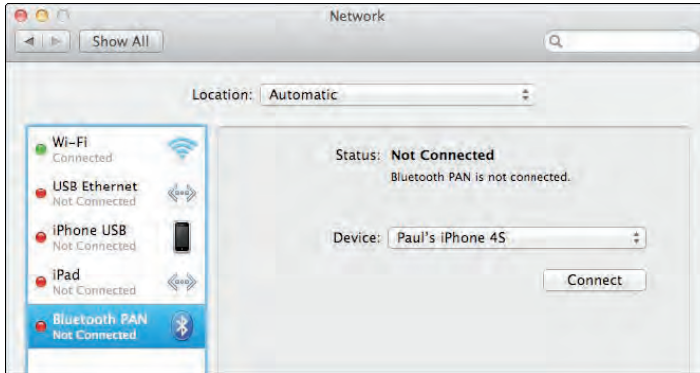 Network
Show All
Location: Automatic
Wi-Fi
Connected
USB Ethernet
Not Connected
iPhone USB
Not Connected
iPad
Not Connected
Bluetooth PAN
Not Connected
Status: Not Connected
Bluetooth PAN is not connected.
Device: Paul's iPhone 4S
Connect